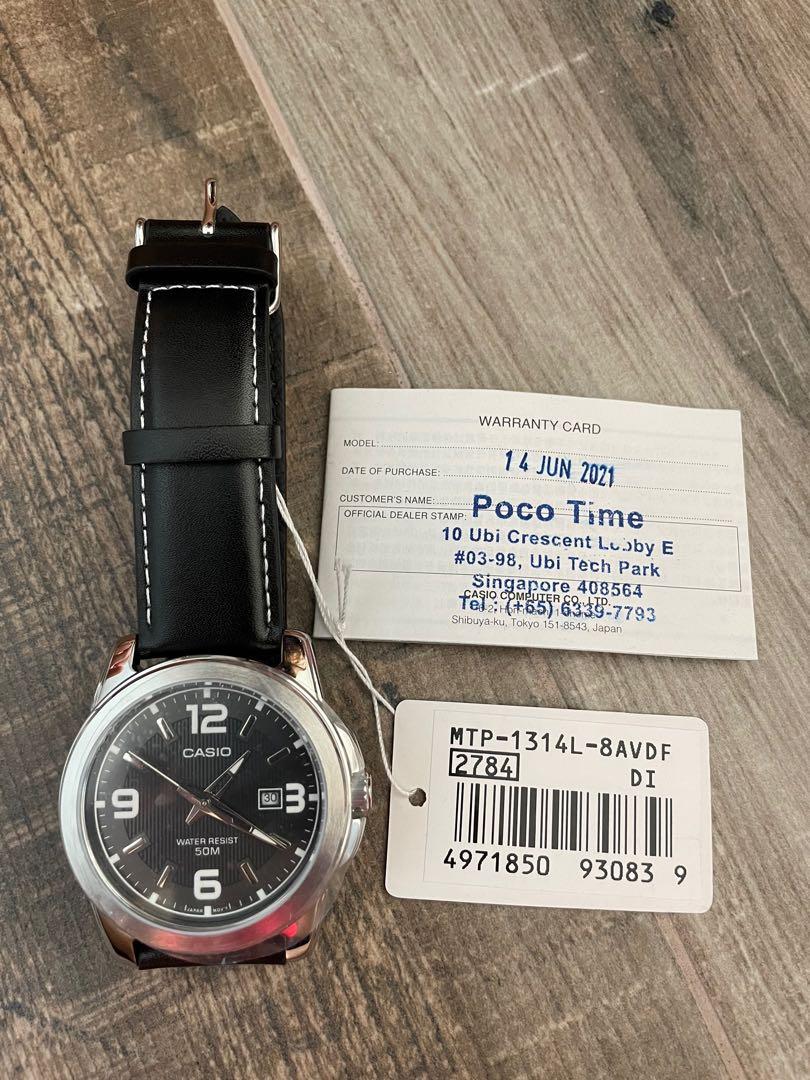 WARRANTY CARD
MODEL:
DATE OF PURCHASE: 14 JUN 2021
CUSTOMER'S NAME:
OFFICIAL DEALER STAMP:
Poco Time
10 Ubi Crescent Lobby E
#03-98, Ubi Tech Park
Singapore 408564
CASIO COMPUTER CO., LTD.
Tel : (+65) 6339-7793
Shibuya-ku, Tokyo 151-8543, Japan
12
CASIO
9
30
3
WATER RESIST
50M
6
JAPAN MOV'T
MTP-1314L-8AVDF
2784 DI
4971850 93083 9